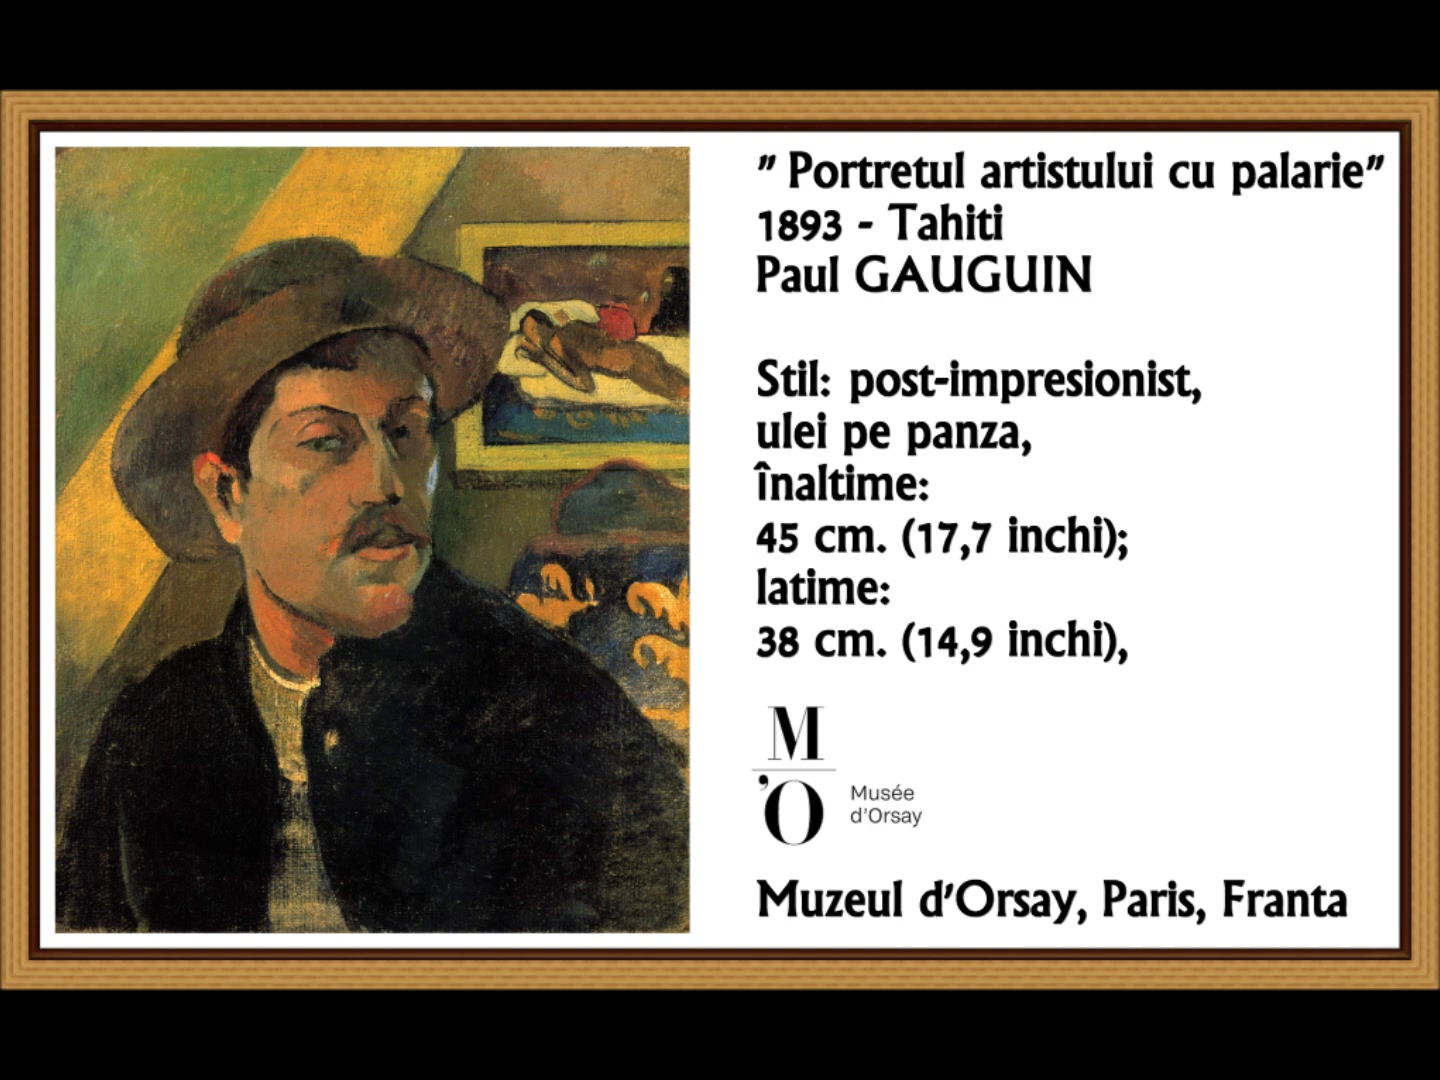 ” Portretul artistului cu palarie”
1893 - Tahiti
Paul GAUGUIN
Stil: post-impresionist,
ulei pe panza,
înaltime:
45 cm. (17,7 inchi);
latime:
38 cm. (14,9 inchi),
M
’O
Musée
d’Orsay
Muzeul d’Orsay, Paris, Franta